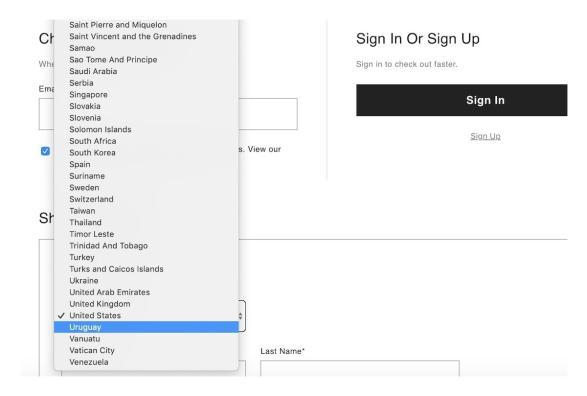 Saint Pierre and Miquelon
Saint Vincent and the Grenadines
Samao
Sao Tome And Principe
Saudi Arabia
Serbia
Singapore
Slovakia
Slovenia
Solomon Islands
South Africa
South Korea
Spain
Suriname
Sweden
Switzerland
Taiwan
Thailand
Timor Leste
Trinidad And Tobago
Turkey
Turks and Caicos Islands
Ukraine
United Arab Emirates
United Kingdom
✓ United States
Uruguay
Vanuatu
Vatican City
Venezuela
Ch
Whe
Ema
s. View our
Sh
Last Name*
Sign In Or Sign Up
Sign in to check out faster.
Sign In
Sign Up